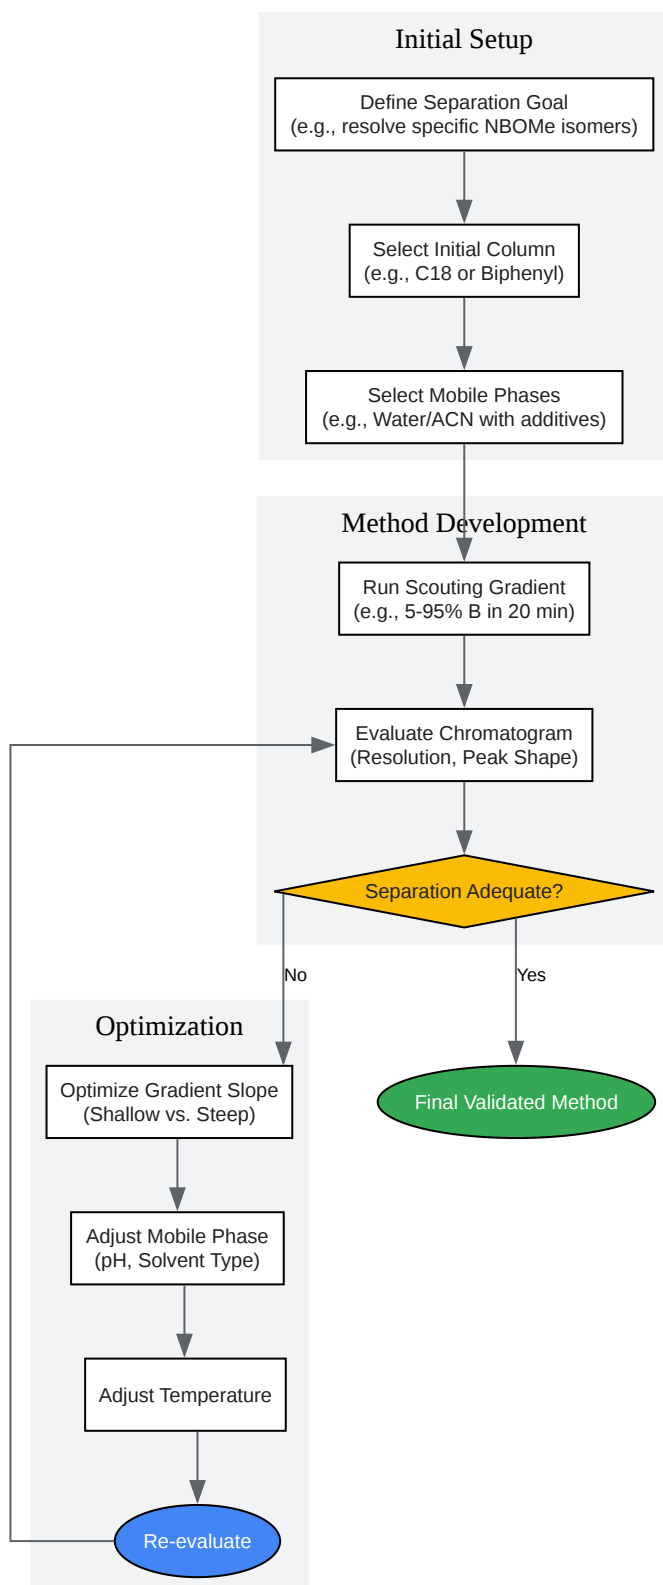 Initial Setup
Define Separation Goal
(e.g., resolve specific NBOMe isomers)
Select Initial Column
(e.g., C18 or Biphenyl)
Select Mobile Phases
(e.g., Water/ACN with additives)
Method Development
Run Scouting Gradient
(e.g., 5-95% B in 20 min)
Evaluate Chromatogram
(Resolution, Peak Shape)
Separation Adequate?
No
Yes
Optimization
Optimize Gradient Slope
(Shallow vs. Steep)
Final Validated Method
Adjust Mobile Phase
(pH, Solvent Type)
Adjust Temperature
Re-evaluate